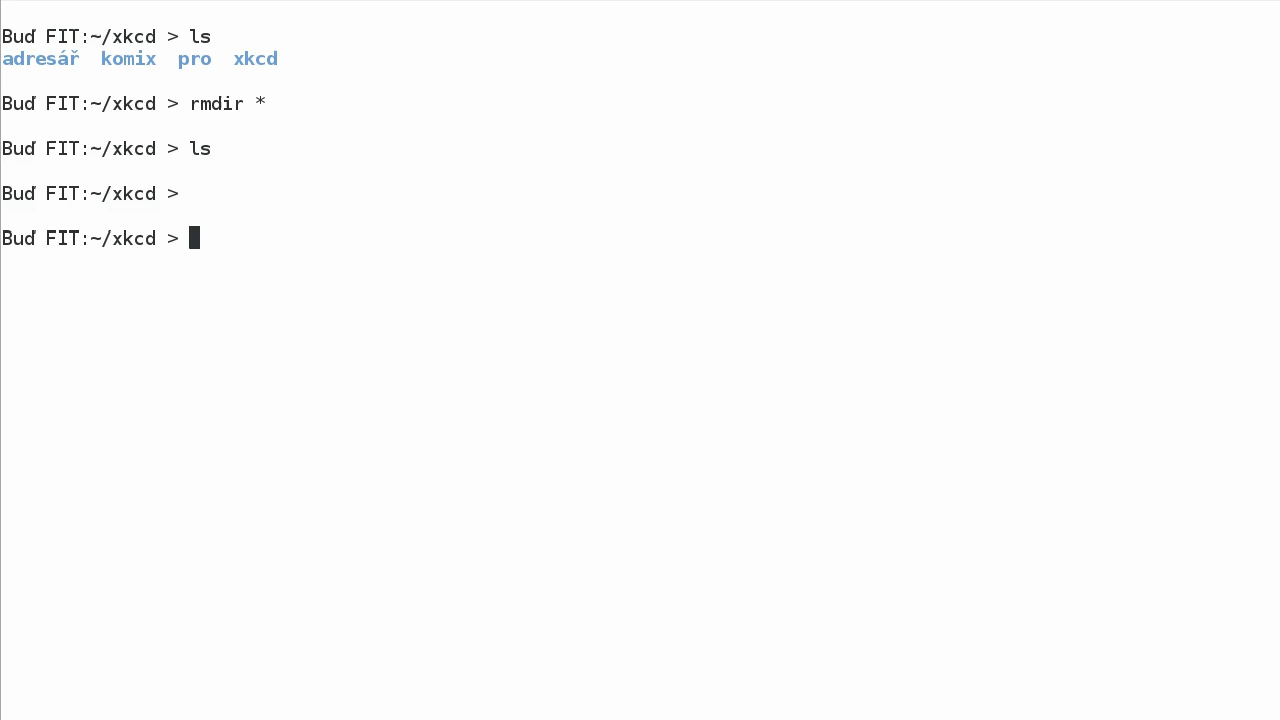 Buď FIT:~/xkcd > ls
adresář  komix  pro  xkcd
Buď FIT:~/xkcd > rmdir *
Buď FIT:~/xkcd > ls
Buď FIT:~/xkcd >
Buď FIT:~/xkcd >